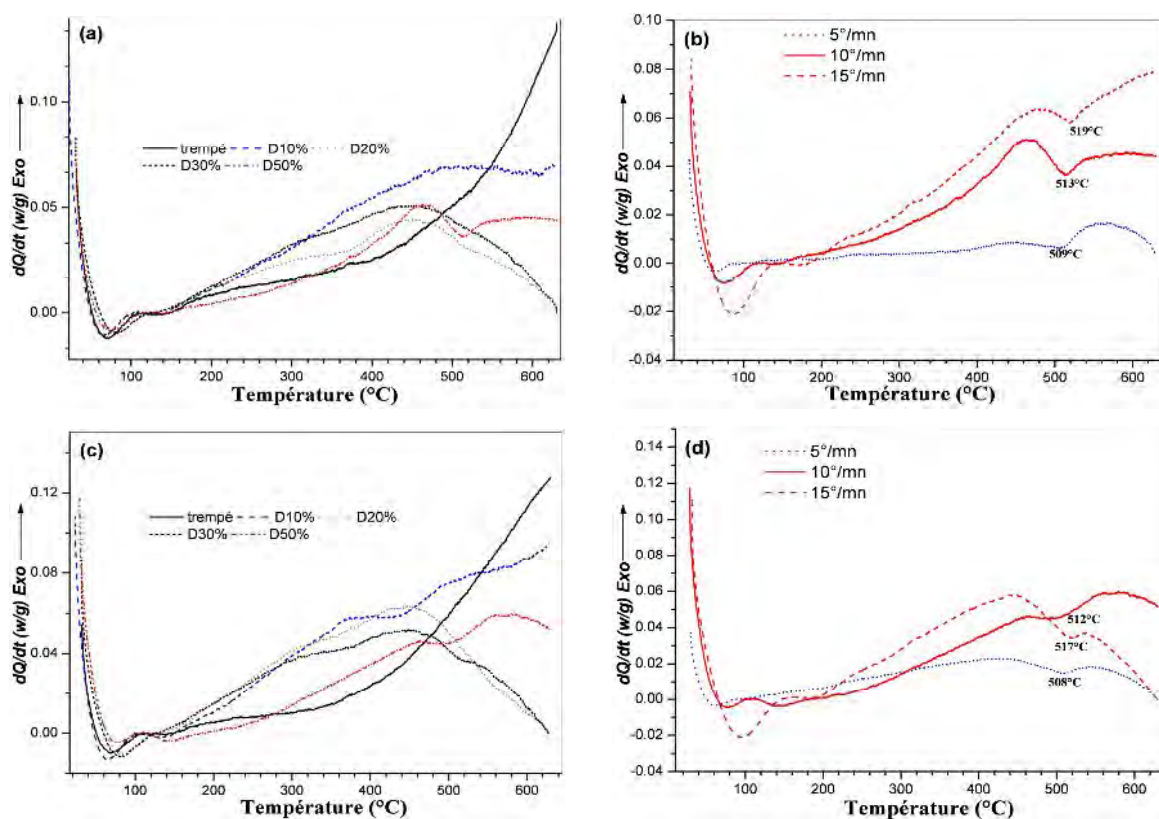 (a)
dQ/dt (w/g) Exo
0.10
0.05
0.00
trempé D10% D20%
D30% D50%
100 200 300 400 500 600
Température (°C)
(b)
dQ/dt (w/g) Exo
0.10
0.08
0.06
0.04
0.02
0.00
-0.02
-0.04
5°/mn
10°/mn
15°/mn
519°C
513°C
509°C
100 200 300 400 500 600
Température (°C)
(c)
dQ/dt (w/g) Exo
0.12
0.08
0.04
0.00
trempé D10% D20%
D30% D50%
100 200 300 400 500 600
Température (°C)
(d)
dQ/dt (w/g) Exo
0.14
0.12
0.10
0.08
0.06
0.04
0.02
0.00
-0.02
-0.04
5°/mn
10°/mn
15°/mn
512°C
517°C
508°C
100 200 300 400 500 600
Température (°C)